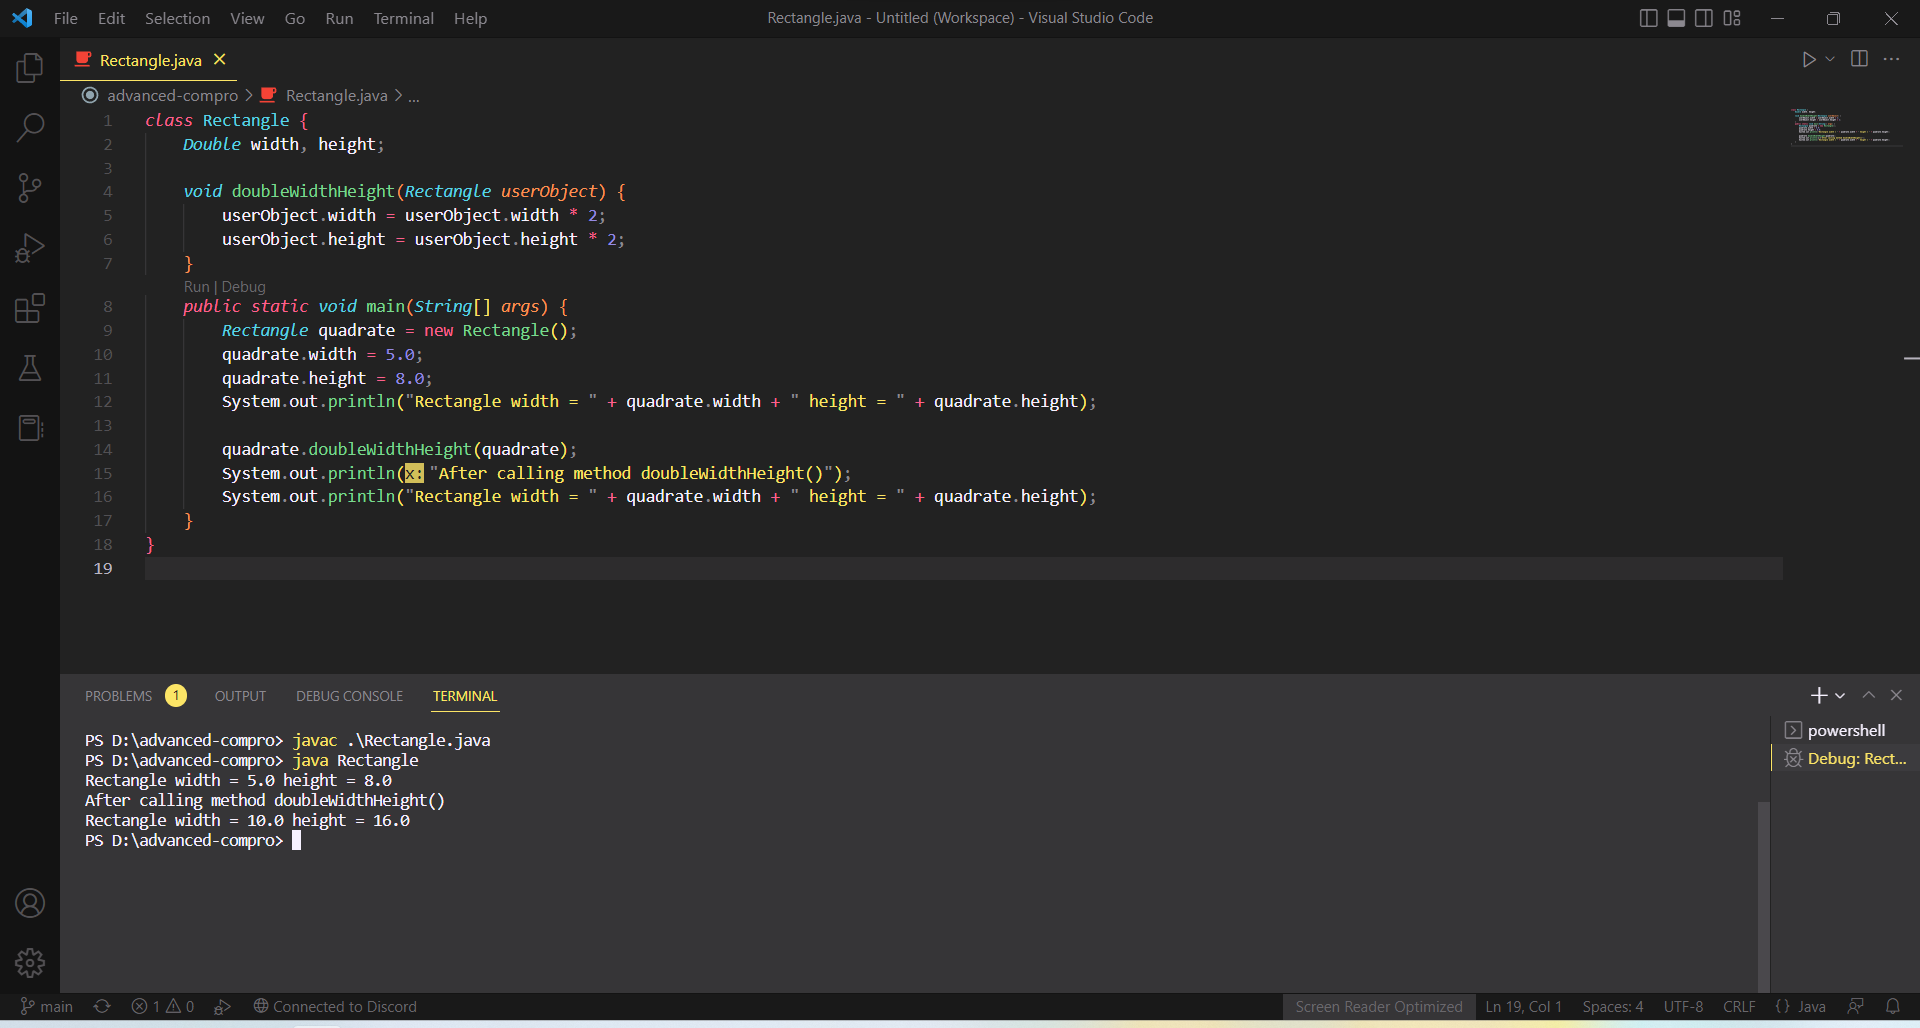 File Edit Selection View Go Run Terminal Help
Rectangle.java - Untitled (Workspace) - Visual Studio Code
Rectangle.java
advanced-compro > Rectangle.java > ...
1 class Rectangle {
2 Double width, height;
3
4 void doubleWidthHeight(Rectangle userObject) {
5 userObject.width = userObject.width * 2;
6 userObject.height = userObject.height * 2;
7 }
Run | Debug
8 public static void main(String[] args) {
9 Rectangle quadrate = new Rectangle();
10 quadrate.width = 5.0;
11 quadrate.height = 8.0;
12 System.out.println("Rectangle width = " + quadrate.width + " height = " + quadrate.height);
13
14 quadrate.doubleWidthHeight(quadrate);
15 System.out.println(x: "After calling method doubleWidthHeight()");
16 System.out.println("Rectangle width = " + quadrate.width + " height = " + quadrate.height);
17 }
18 }
19
PROBLEMS 1 OUTPUT DEBUG CONSOLE TERMINAL
PS D:\advanced-compro> javac .\Rectangle.java
PS D:\advanced-compro> java Rectangle
Rectangle width = 5.0 height = 8.0
After calling method doubleWidthHeight()
Rectangle width = 10.0 height = 16.0
PS D:\advanced-compro>
powershell
Debug: Rect...
main 1 0 Connected to Discord
Screen Reader Optimized Ln 19, Col 1 Spaces: 4 UTF-8 CRLF {} Java